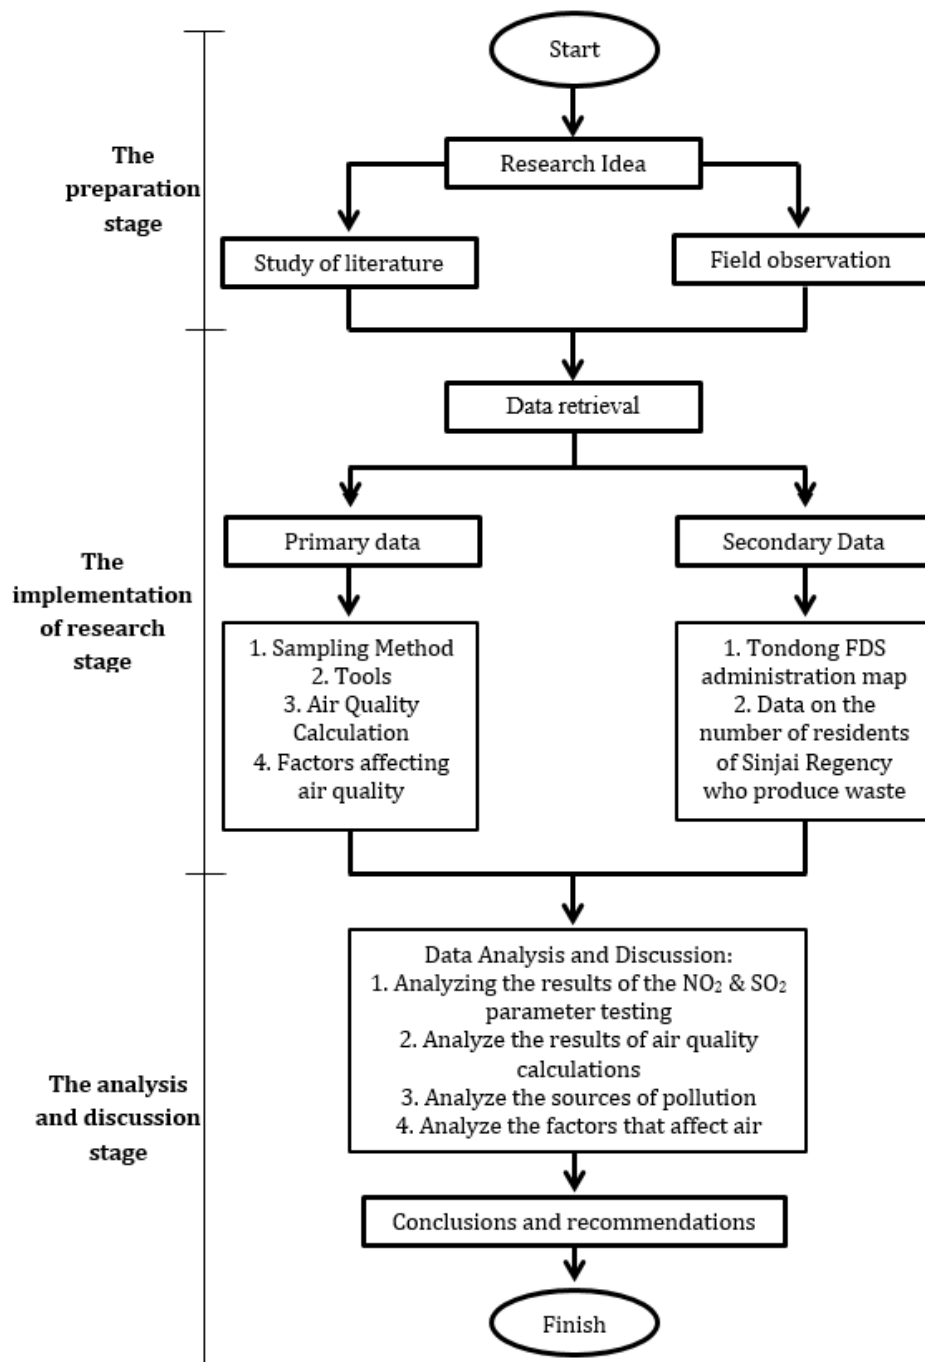 Start
The
preparation
stage
Research Idea
Study of literature
Field observation
Data retrieval
The
implementation
of research
stage
Primary data
Secondary Data
1. Sampling Method
2. Tools
3. Air Quality
Calculation
4. Factors affecting
air quality
1. Tondong FDS
administration map
2. Data on the
number of residents
of Sinjai Regency
who produce waste
The analysis
and discussion
stage
Data Analysis and Discussion:
1. Analyzing the results of the NO₂ & SO₂
parameter testing
2. Analyze the results of air quality
calculations
3. Analyze the sources of pollution
4. Analyze the factors that affect air
Conclusions and recommendations
Finish